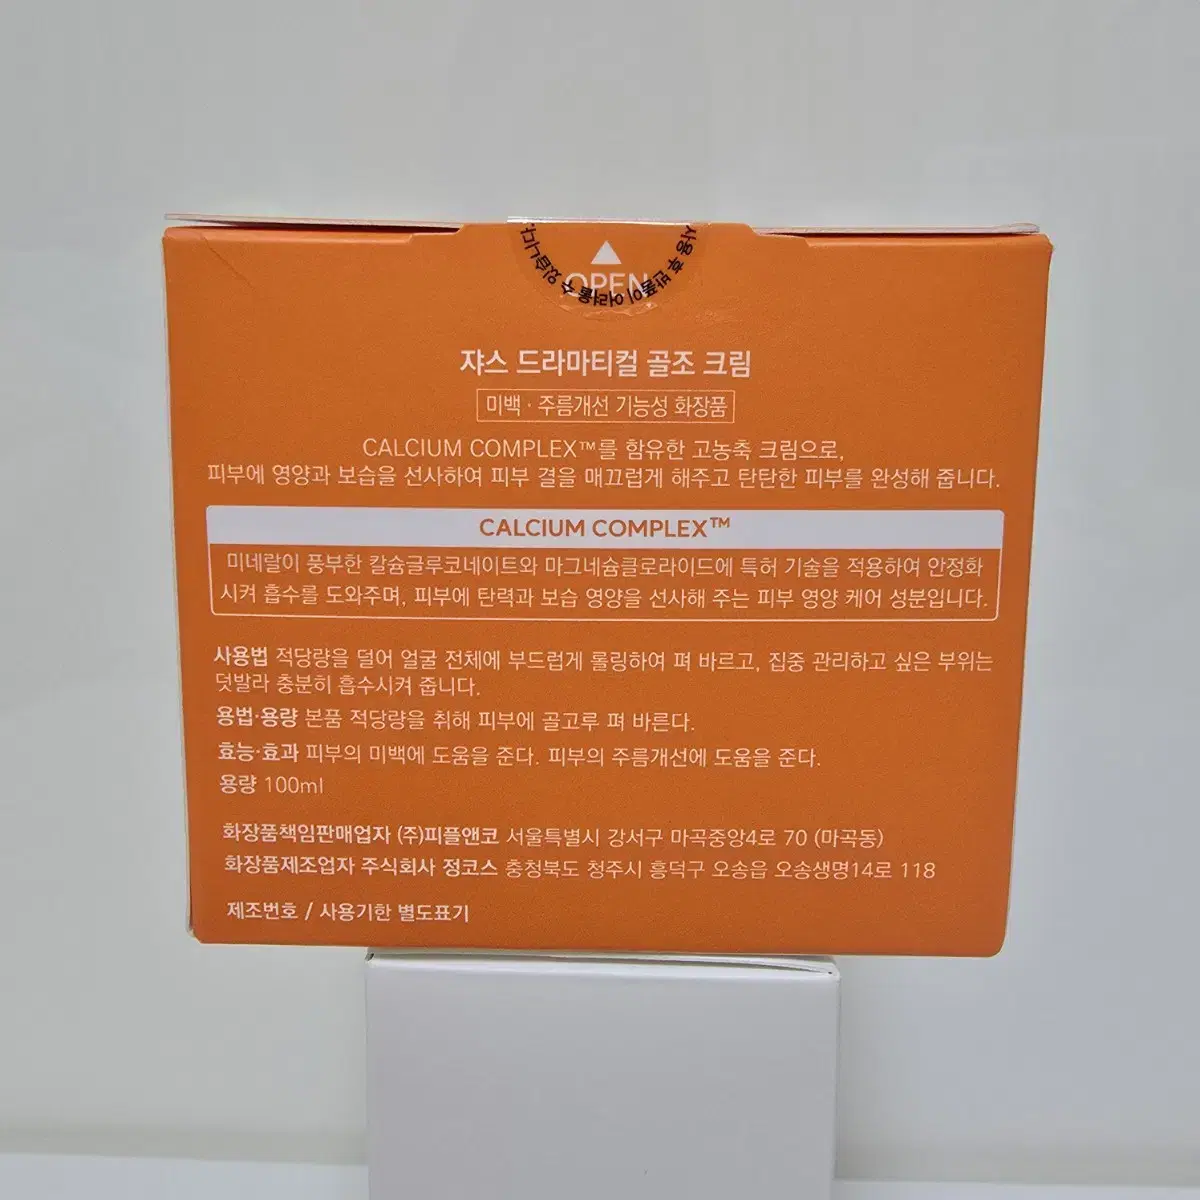 사용 후 반품이 어려울 수 있습니다.
OPEN
쟈스 드라마티컬 골조 크림
미백 · 주름개선 기능성 화장품
CALCIUM COMPLEX™를 함유한 고농축 크림으로,
피부에 영양과 보습을 선사하여 피부 결을 매끄럽게 해주고 탄탄한 피부를 완성해 줍니다.
CALCIUM COMPLEX™
미네랄이 풍부한 칼슘글루코네이트와 마그네슘클로라이드에 특허 기술을 적용하여 안정화
시켜 흡수를 도와주며, 피부에 탄력과 보습 영양을 선사해 주는 피부 영양 케어 성분입니다.
사용법 적당량을 덜어 얼굴 전체에 부드럽게 롤링하여 펴 바르고, 집중 관리하고 싶은 부위는
덧발라 충분히 흡수시켜 줍니다.
용법·용량 본품 적당량을 취해 피부에 골고루 펴 바른다.
효능·효과 피부의 미백에 도움을 준다. 피부의 주름개선에 도움을 준다.
용량 100ml
화장품책임판매업자 (주)피플앤코 서울특별시 강서구 마곡중앙4로 70 (마곡동)
화장품제조업자 주식회사 정코스 충청북도 청주시 흥덕구 오송읍 오송생명14로 118
제조번호 / 사용기한 별도표기